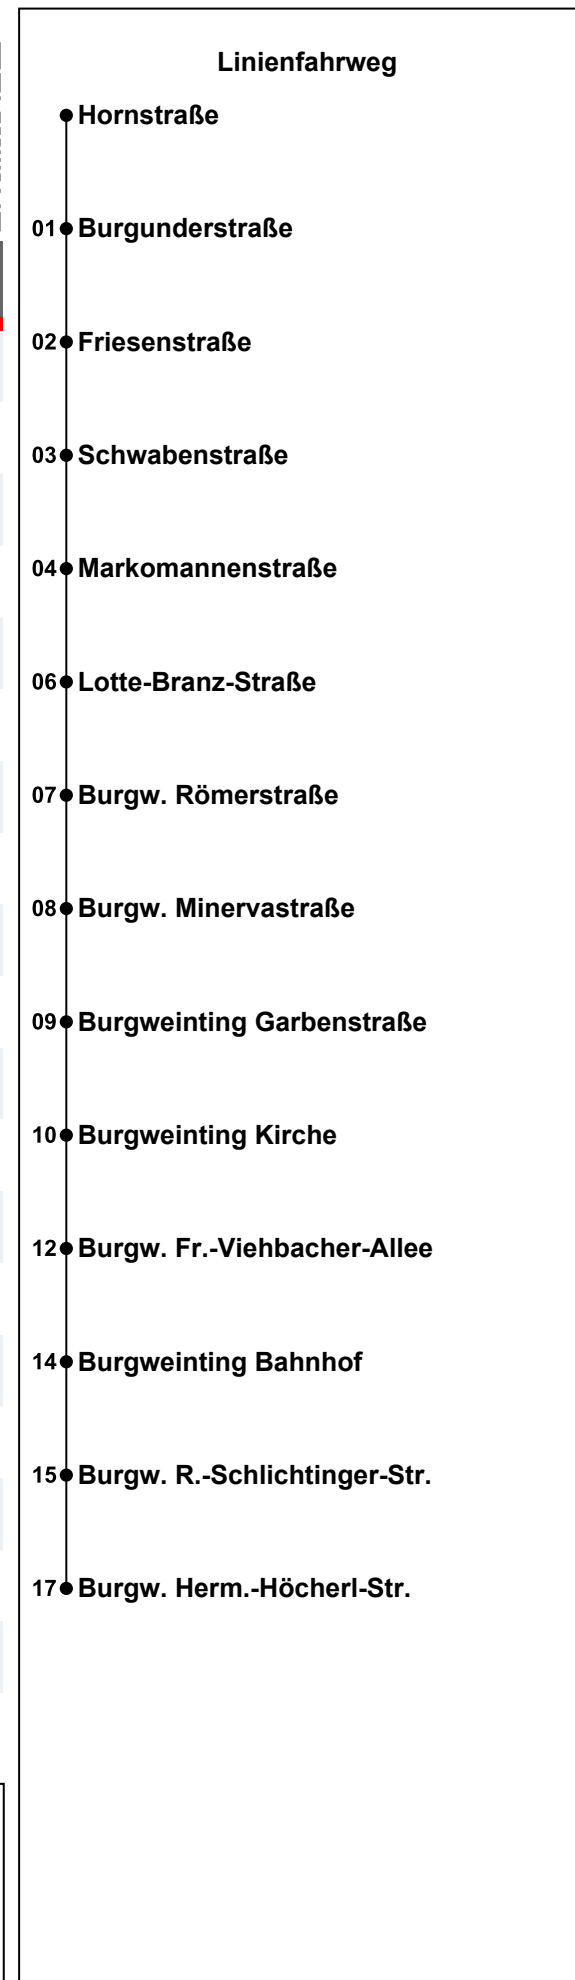 Linienfahrweg
Hornstraße
01 Burgunderstraße
02 Friesenstraße
03 Schwabenstraße
04 Markomannenstraße
06 Lotte-Branz-Straße
07 Burgw. Römerstraße
08 Burgw. Minervastraße
09 Burgweinting Garbenstraße
10 Burgweinting Kirche
12 Burgw. Fr.-Viehbacher-Allee
14 Burgweinting Bahnhof
15 Burgw. R.-Schlichtinger-Str.
17 Burgw. Herm.-Höcherl-Str.